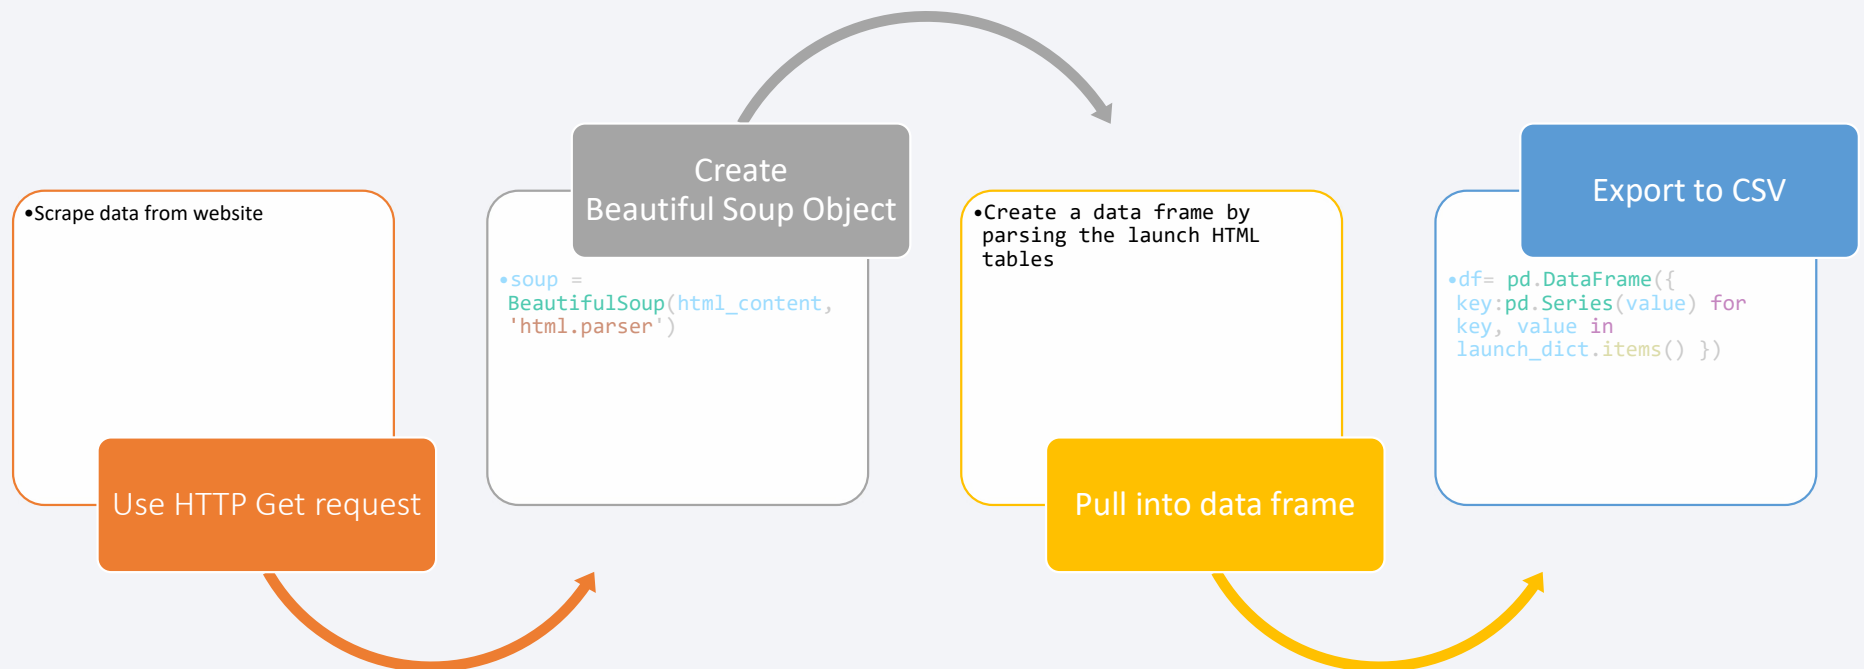 •Scrape data from website
Use HTTP Get request
Create
Beautiful Soup Object
•soup =
BeautifulSoup(html_content,
'html.parser')
•Create a data frame by
parsing the launch HTML
tables
Pull into data frame
Export to CSV
•df= pd.DataFrame({
key:pd.Series(value) for
key, value in
launch_dict.items() })